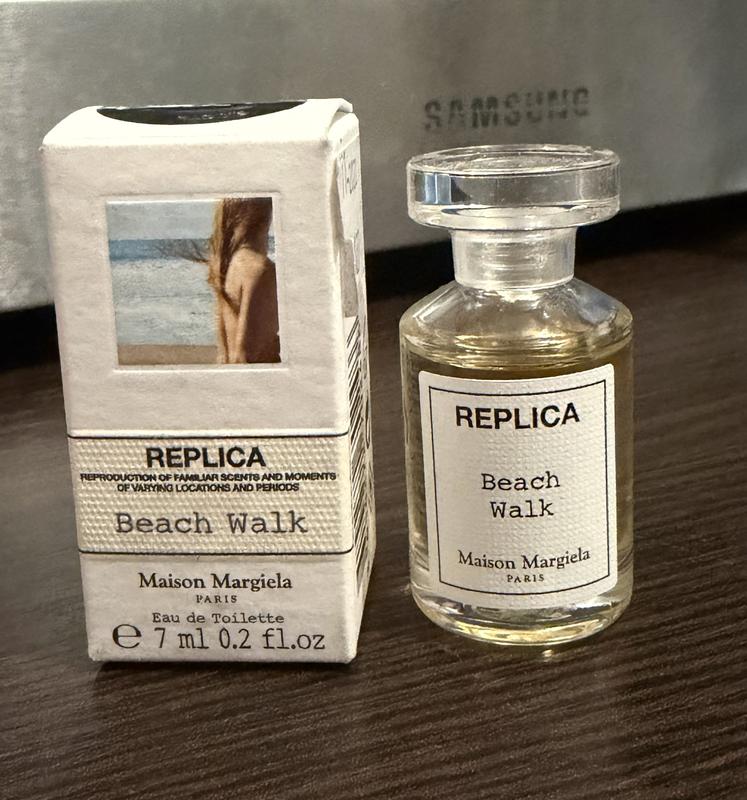 SAMSUNG
REPLICA
REPRODUCTION OF FAMILIAR SCENTS AND MOMENTS
OF VARYING LOCATIONS AND PERIODS
Beach Walk
Maison Margiela
PARIS
Eau de Toilette
℮ 7 ml 0.2 fl.oz
REPLICA
Beach
Walk
Maison Margiela
PARIS